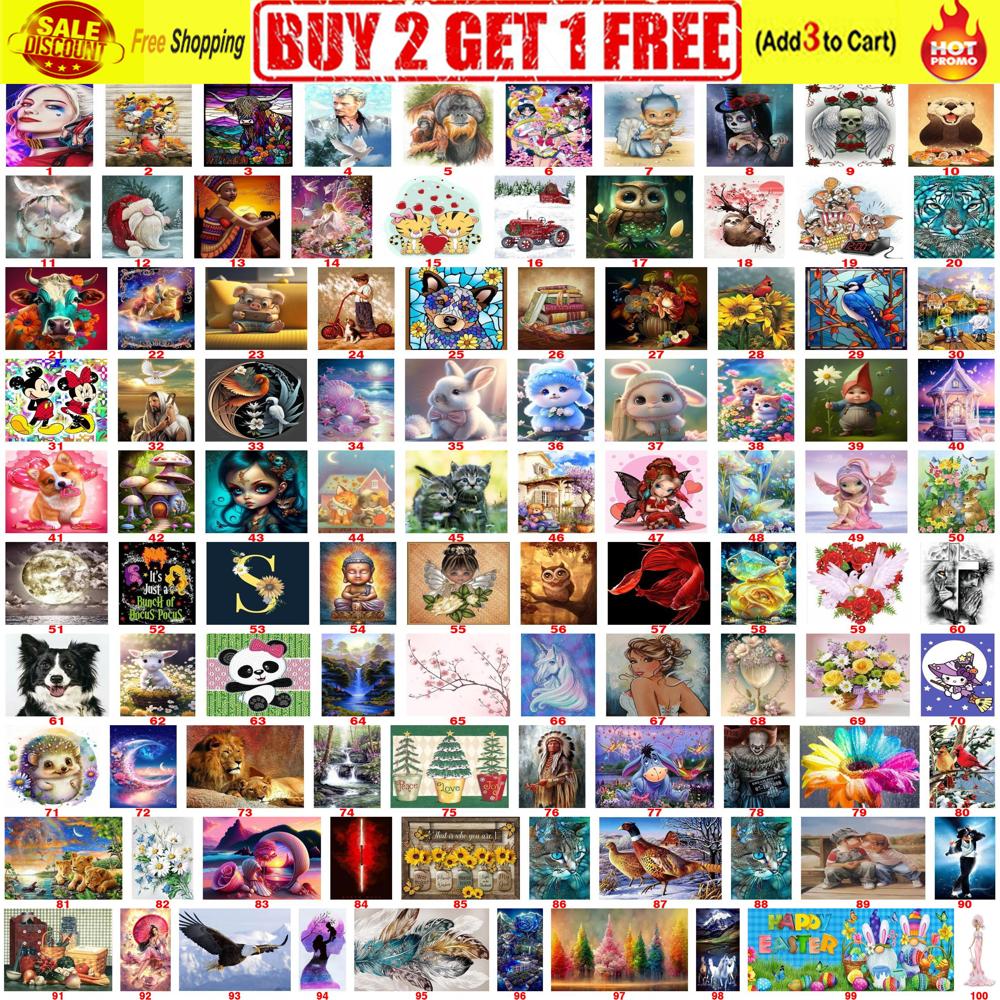 SALE
DISCOUNT
Free Shopping
BUY 2 GET 1 FREE
(Add 3 to Cart)
HOT
PROMO
1 2 3 4 5 6 7 8 9 10
11 12 13 14 15 16 17 18 19 20
21 22 23 24 25 26 27 28 29 30
31 32 33 34 35 36 37 38 39 40
41 42 43 44 45 46 47 48 49 50
It's
Just a
Bunch of
Hocus Pocus
S
51 52 53 54 55 56 57 58 59 60
61 62 63 64 65 66 67 68 69 70
Peace Love Joy
71 72 73 74 75 76 77 78 79 80
that is who you are!
81 82 83 84 85 86 87 88 89 90
HAPPY
EASTER
91 92 93 94 95 96 97 98 99 100